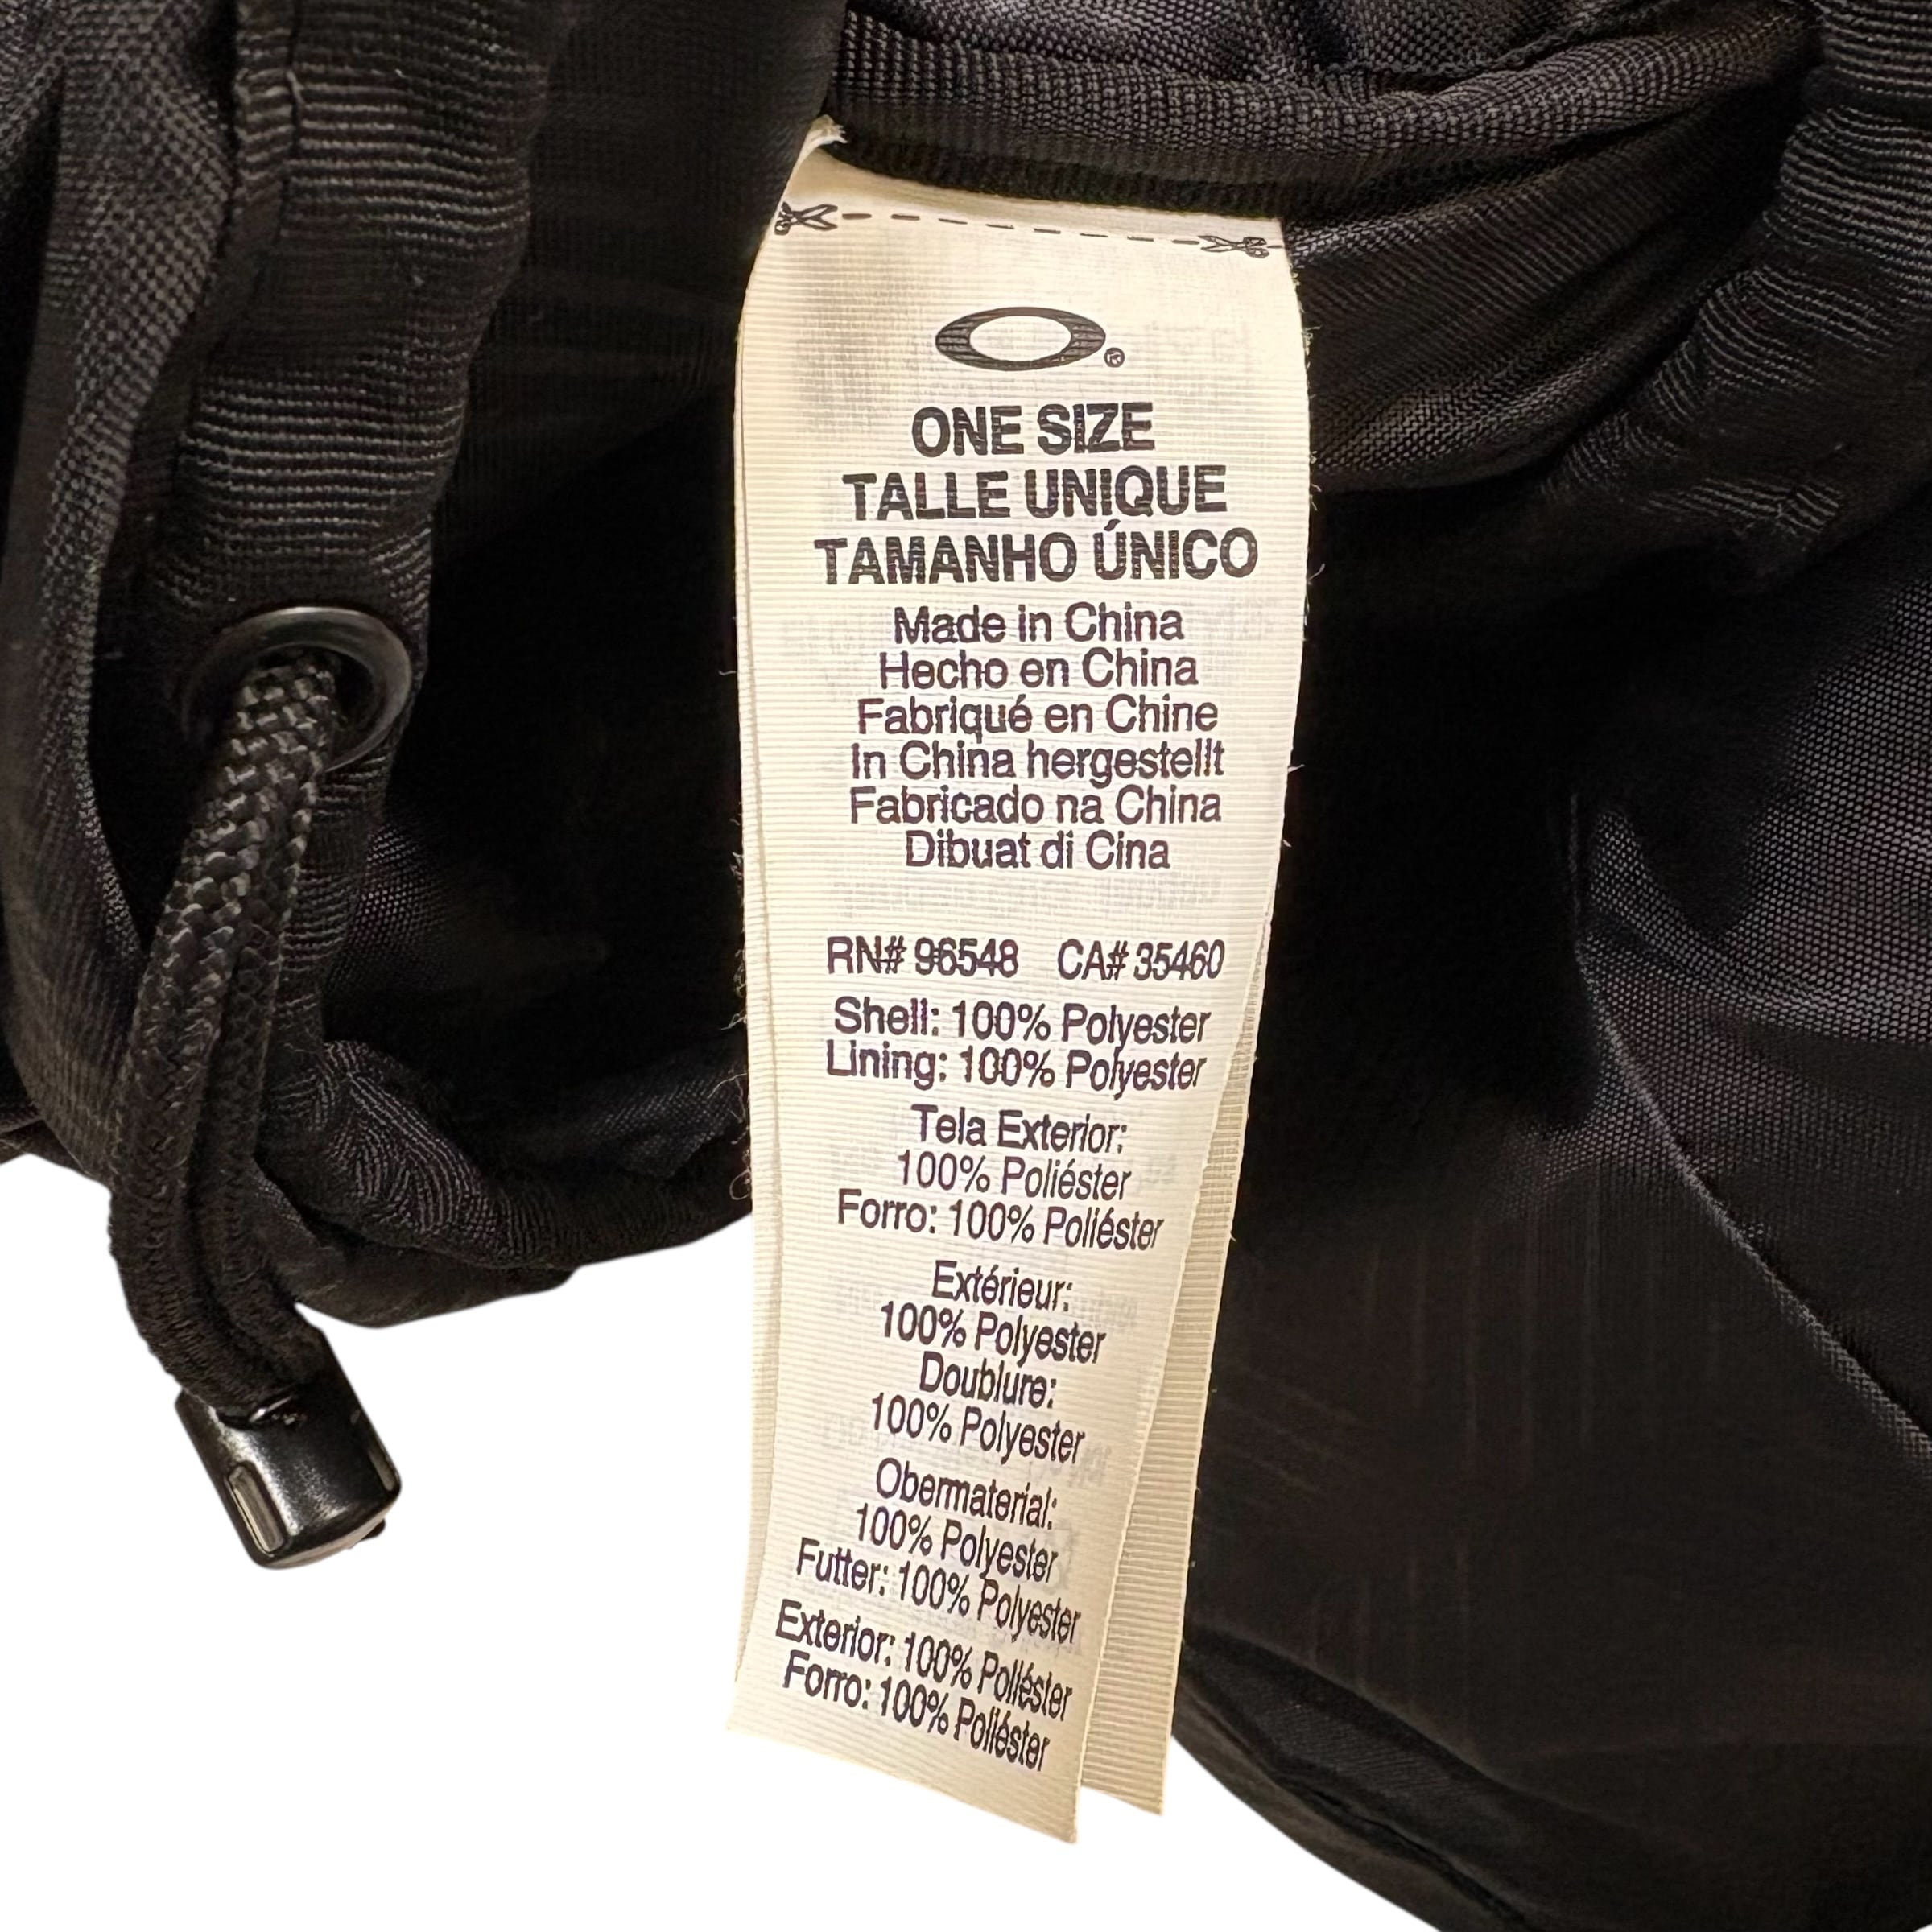 ONE SIZE
TALLE UNIQUE
TAMANHO ÚNICO
Made in China
Hecho en China
Fabriqué en Chine
In China hergestellt
Fabricado na China
Dibuat di Cina
RN# 96548 CA# 35460
Shell: 100% Polyester
Lining: 100% Polyester
Tela Exterior:
100% Poliéster
Forro: 100% Poliéster
Extérieur:
100% Polyester
Doublure:
100% Polyester
Obermaterial:
100% Polyester
Futter: 100% Polyester
Exterior: 100% Poliéster
Forro: 100% Poliéster